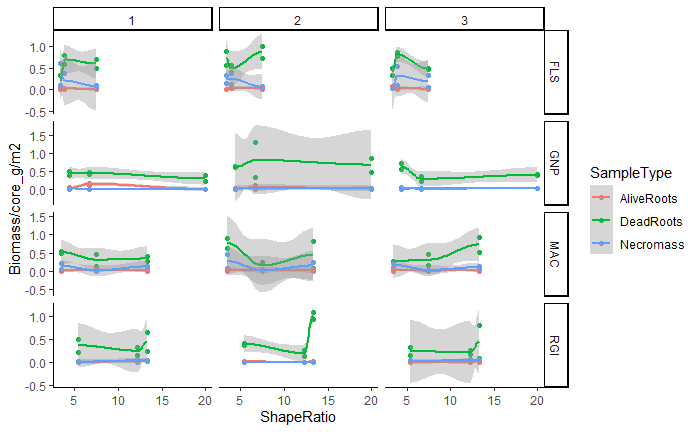 1 2 3
1.0
0.5
0.0
-0.5
FLS
1.5
1.0
0.5
0.0
GNP
1.5
1.0
0.5
0.0
-0.5
MAC
1.0
0.5
0.0
-0.5
RGI
5 10 15 20 5 10 15 20 5 10 15 20
ShapeRatio
Biomass/core_g/m2
SampleType
AliveRoots
DeadRoots
Necromass